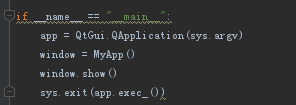 if __name__ == "__main__":
    app = QtGui.QApplication(sys.argv)
    window = MyApp()
    window.show()
    sys.exit(app.exec_())